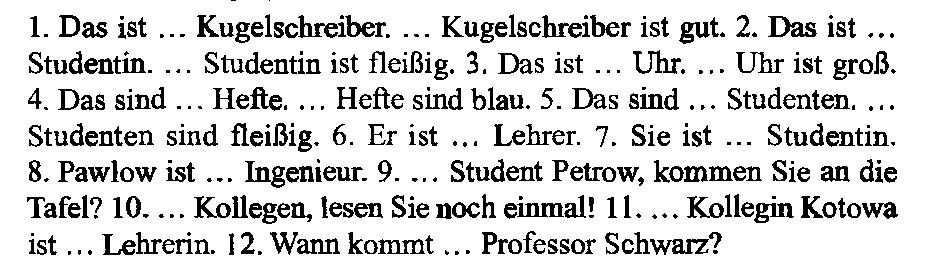 1. Das ist ... Kugelschreiber. ... Kugelschreiber ist gut. 2. Das ist ...
Studentin. ... Studentin ist fleißig. 3. Das ist ... Uhr. ... Uhr ist groß.
4. Das sind ... Hefte. ... Hefte sind blau. 5. Das sind ... Studenten. ...
Studenten sind fleißig. 6. Er ist ... Lehrer. 7. Sie ist ... Studentin.
8. Pawlow ist ... Ingenieur. 9. ... Student Petrow, kommen Sie an die
Tafel? 10. ... Kollegen, lesen Sie noch einmal! 11. ... Kollegin Kotowa
ist ... Lehrerin. 12. Wann kommt ... Professor Schwarz?